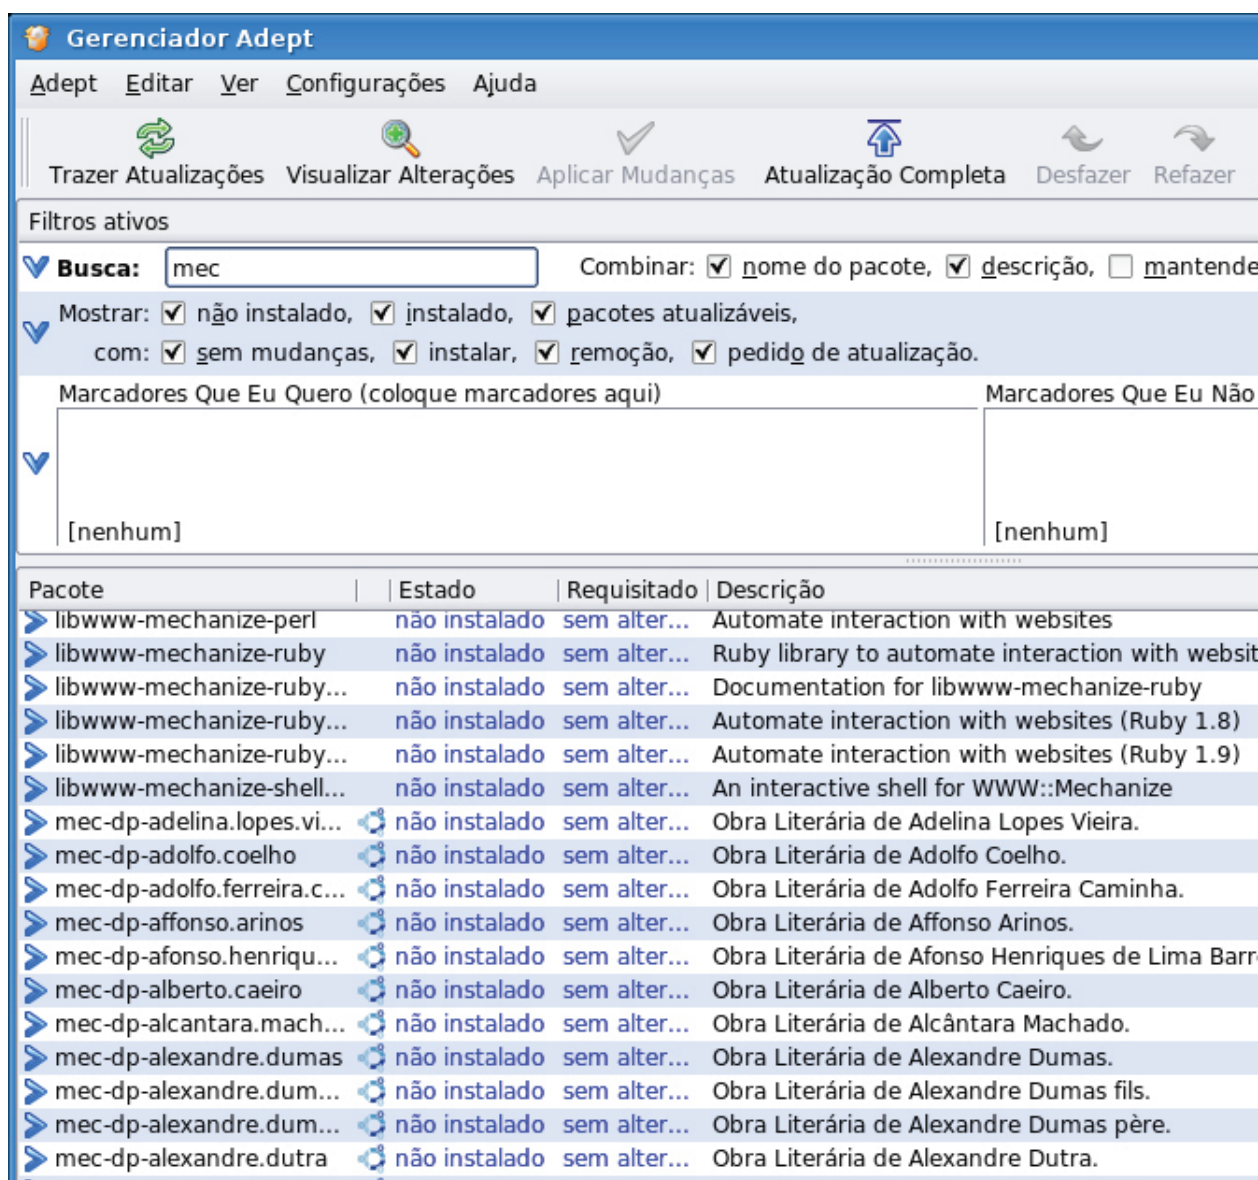 Gerenciador Adept
Adept Editar Ver Configurações Ajuda
Trazer Atualizações Visualizar Alterações Aplicar Mudanças Atualização Completa Desfazer Refazer
Filtros ativos
Busca: mec Combinar: nome do pacote, descrição, mantende
Mostrar: não instalado, instalado, pacotes atualizáveis,
com: sem mudanças, instalar, remoção, pedido de atualização.
Marcadores Que Eu Quero (coloque marcadores aqui) Marcadores Que Eu Não
[nenhum] [nenhum]
Pacote Estado Requisitado Descrição
libwww-mechanize-perl não instalado sem alter... Automate interaction with websites
libwww-mechanize-ruby não instalado sem alter... Ruby library to automate interaction with websit
libwww-mechanize-ruby... não instalado sem alter... Documentation for libwww-mechanize-ruby
libwww-mechanize-ruby... não instalado sem alter... Automate interaction with websites (Ruby 1.8)
libwww-mechanize-ruby... não instalado sem alter... Automate interaction with websites (Ruby 1.9)
libwww-mechanize-shell... não instalado sem alter... An interactive shell for WWW::Mechanize
mec-dp-adelina.lopes.vi... não instalado sem alter... Obra Literária de Adelina Lopes Vieira.
mec-dp-adolfo.coelho não instalado sem alter... Obra Literária de Adolfo Coelho.
mec-dp-adolfo.ferreira.c... não instalado sem alter... Obra Literária de Adolfo Ferreira Caminha.
mec-dp-affonso.arinos não instalado sem alter... Obra Literária de Affonso Arinos.
mec-dp-afonso.henriqu... não instalado sem alter... Obra Literária de Afonso Henriques de Lima Barr
mec-dp-alberto.caeiro não instalado sem alter... Obra Literária de Alberto Caeiro.
mec-dp-alcantara.mach... não instalado sem alter... Obra Literária de Alcântara Machado.
mec-dp-alexandre.dumas não instalado sem alter... Obra Literária de Alexandre Dumas.
mec-dp-alexandre.dum... não instalado sem alter... Obra Literária de Alexandre Dumas fils.
mec-dp-alexandre.dum... não instalado sem alter... Obra Literária de Alexandre Dumas père.
mec-dp-alexandre.dutra não instalado sem alter... Obra Literária de Alexandre Dutra.